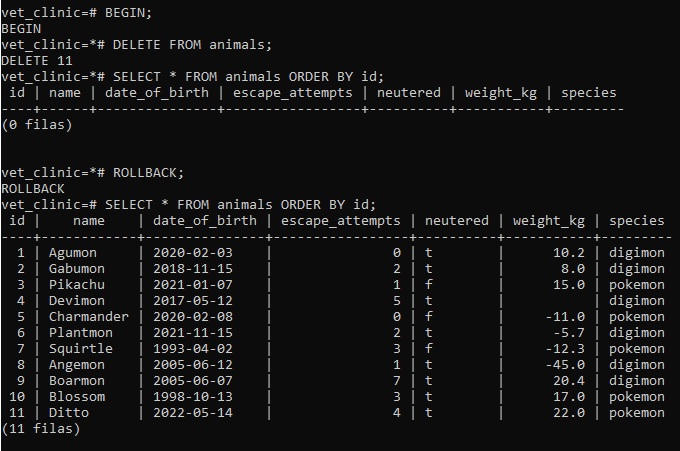 vet_clinic=# BEGIN;
BEGIN
vet_clinic=*# DELETE FROM animals;
DELETE 11
vet_clinic=*# SELECT * FROM animals ORDER BY id;
 id | name | date_of_birth | escape_attempts | neutered | weight_kg | species
----+------+---------------+-----------------+----------+-----------+---------
(0 filas)


vet_clinic=*# ROLLBACK;
ROLLBACK
vet_clinic=# SELECT * FROM animals ORDER BY id;
 id |    name    | date_of_birth | escape_attempts | neutered | weight_kg | species
----+------------+---------------+-----------------+----------+-----------+---------
  1 | Agumon     | 2020-02-03    |               0 | t        |      10.2 | digimon
  2 | Gabumon    | 2018-11-15    |               2 | t        |       8.0 | digimon
  3 | Pikachu    | 2021-01-07    |               1 | f        |      15.0 | pokemon
  4 | Devimon    | 2017-05-12    |               5 | t        |           | digimon
  5 | Charmander | 2020-02-08    |               0 | f        |     -11.0 | pokemon
  6 | Plantmon   | 2021-11-15    |               2 | t        |      -5.7 | digimon
  7 | Squirtle   | 1993-04-02    |               3 | f        |     -12.3 | pokemon
  8 | Angemon    | 2005-06-12    |               1 | t        |     -45.0 | digimon
  9 | Boarmon    | 2005-06-07    |               7 | t        |      20.4 | digimon
 10 | Blossom    | 1998-10-13    |               3 | t        |      17.0 | pokemon
 11 | Ditto      | 2022-05-14    |               4 | t        |      22.0 | pokemon
(11 filas)